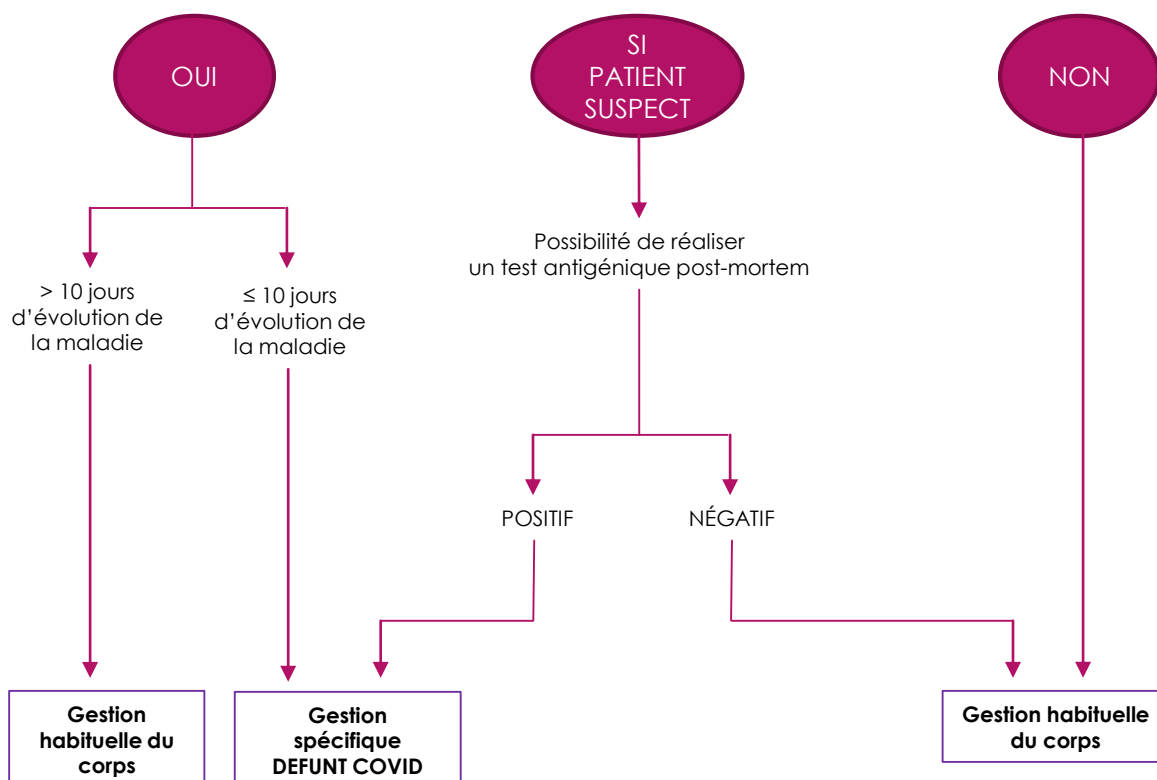 OUI
SI
PATIENT
SUSPECT
NON
Possibilité de réaliser
un test antigénique post-mortem
> 10 jours
d’évolution de
la maladie
≤ 10 jours
d’évolution de
la maladie
POSITIF
NÉGATIF
Gestion
habituelle du
corps
Gestion
spécifique
DEFUNT COVID
Gestion habituelle
du corps